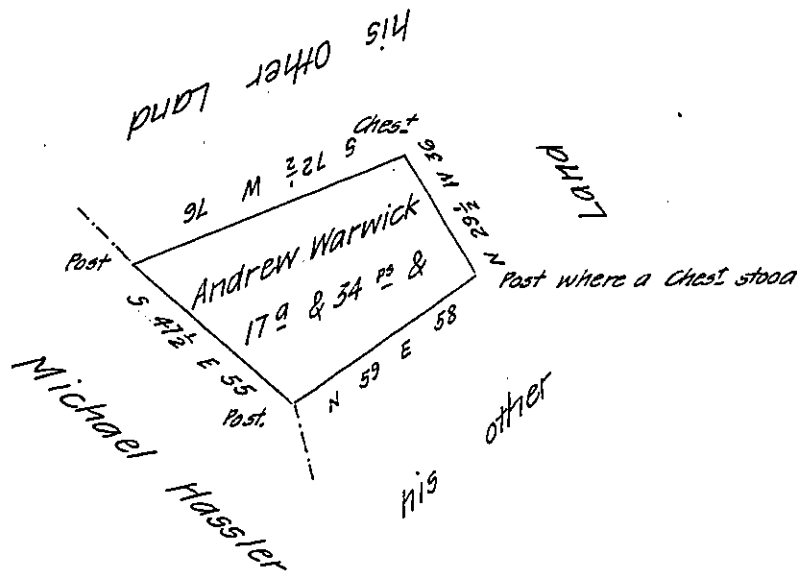 his other Land
Chest
S 72½ W 76
N 29½ W 36
Land
Post
Andrew Warwick
17 a & 34 ps &
Post where a Chest stood
S 47½ E 55
N 59 E 58
Post.
Michael Hassler
his other